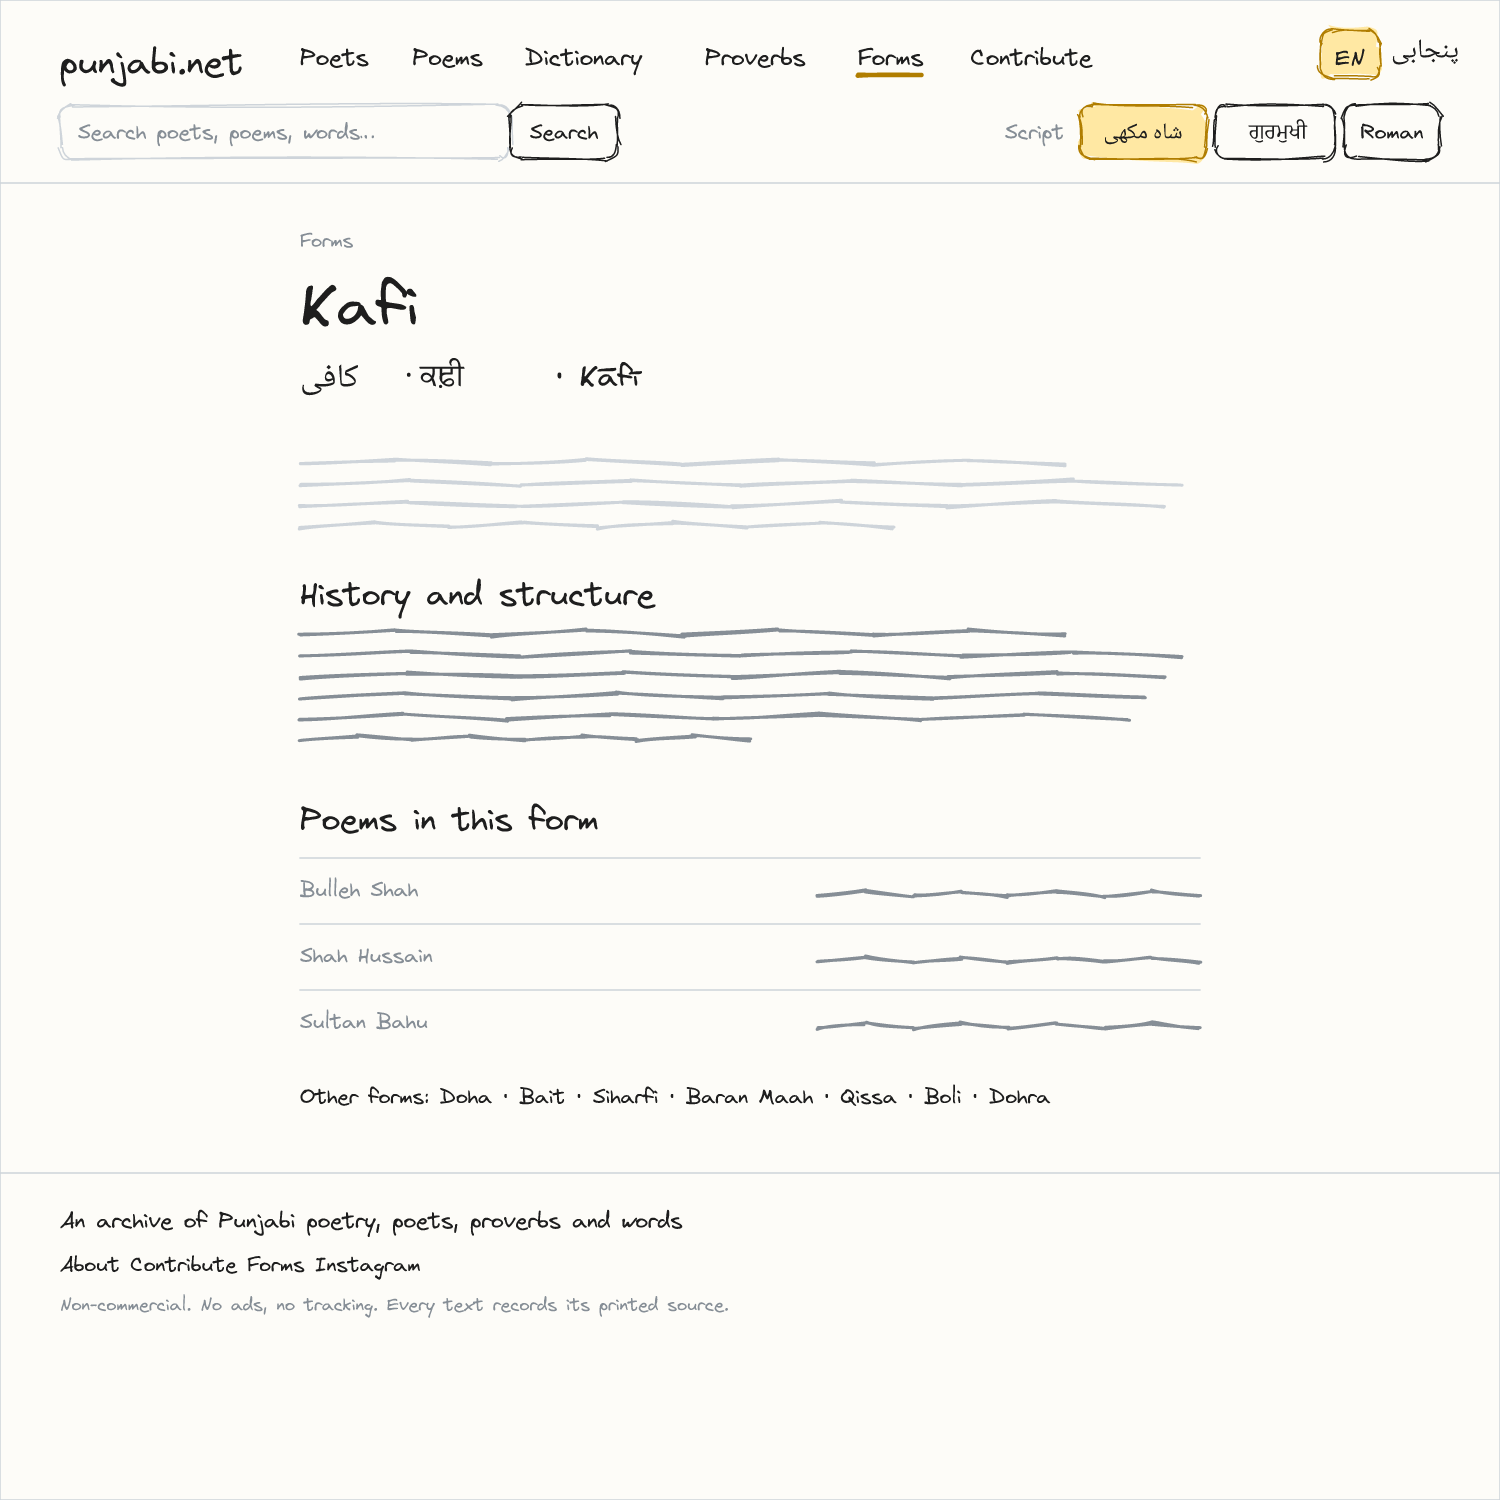 punjabi.net Poets Poems Dictionary Proverbs Forms Contribute EN پنجابی
Search poets, poems, words... Search Script شاہ مکھی ਗੁਰਮੁਖੀ Roman
Forms
Kafi
کافی · ਕਾਫ਼ੀ · Kāfī
History and structure
Poems in this form
Bulleh Shah
Shah Hussain
Sultan Bahu
Other forms: Doha · Bait · Siharfi · Baran Maah · Qissa · Boli · Dohra
An archive of Punjabi poetry, poets, proverbs and words
About Contribute Forms Instagram
Non-commercial. No ads, no tracking. Every text records its printed source.